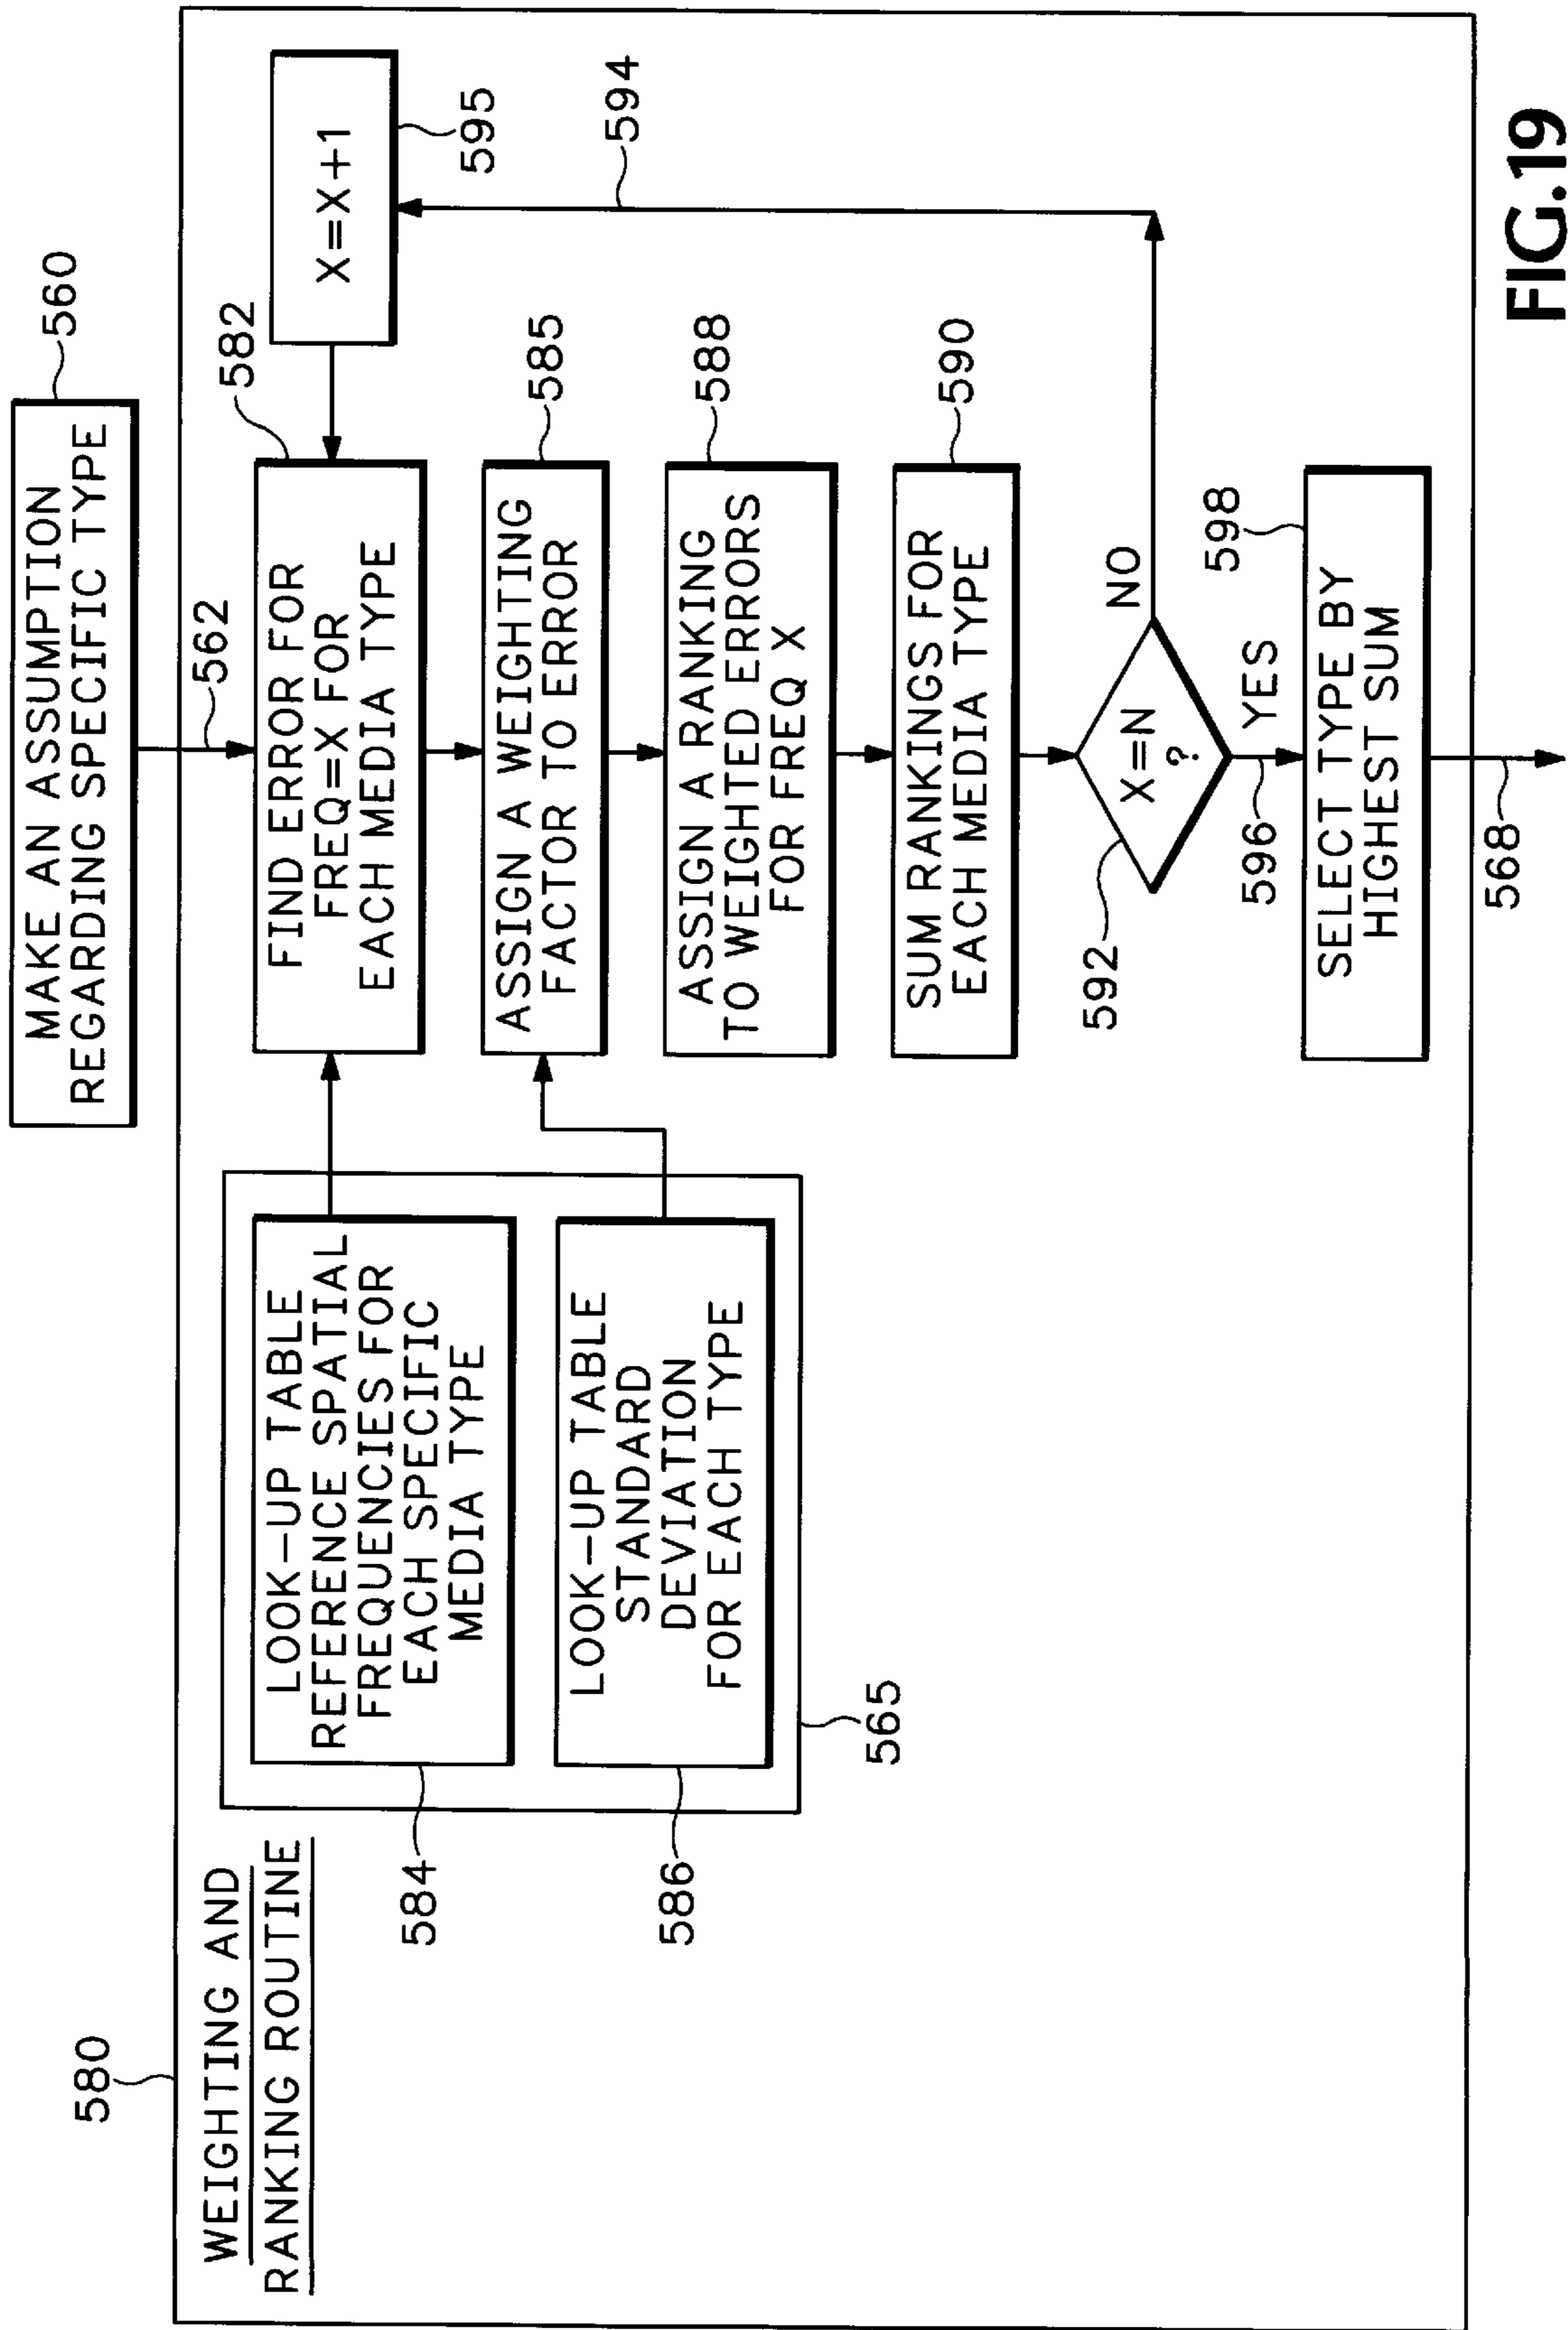 580
WEIGHTING AND
RANKING ROUTINE
MAKE AN ASSUMPTION
REGARDING SPECIFIC TYPE
560
562
LOOK-UP TABLE
REFERENCE SPATIAL
FREQUENCIES FOR
EACH SPECIFIC
MEDIA TYPE
584
LOOK-UP TABLE
STANDARD
DEVIATION
FOR EACH TYPE
586
565
FIND ERROR FOR
FREQ=X FOR
EACH MEDIA TYPE
582
X=X+1
595
594
ASSIGN A WEIGHTING
FACTOR TO ERROR
585
ASSIGN A RANKING
TO WEIGHTED ERRORS
FOR FREQ X
588
SUM RANKINGS FOR
EACH MEDIA TYPE
590
X=N
?
592
NO
596
YES
SELECT TYPE BY
HIGHEST SUM
598
568
FIG.19